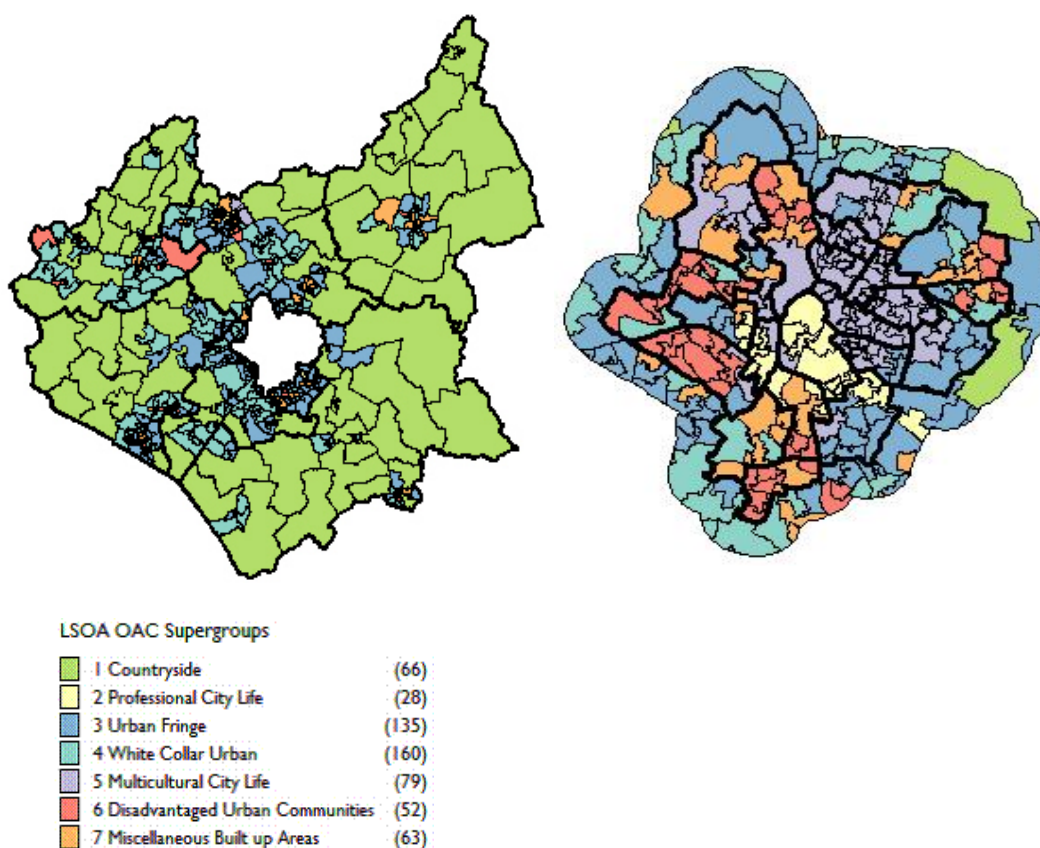 LSOA OAC Supergroups
1 Countryside (66)
2 Professional City Life (28)
3 Urban Fringe (135)
4 White Collar Urban (160)
5 Multicultural City Life (79)
6 Disadvantaged Urban Communities (52)
7 Miscellaneous Built up Areas (63)